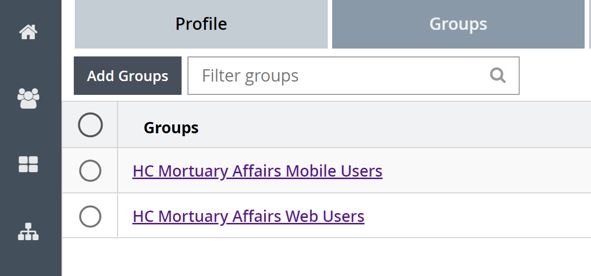 Profile
Groups
Add Groups
Filter groups
Groups
HC Mortuary Affairs Mobile Users
HC Mortuary Affairs Web Users